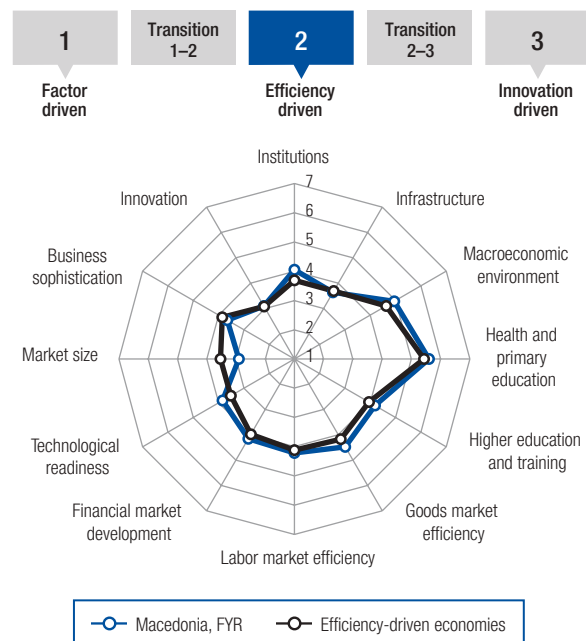 1
Transition
1–2
2
Transition
2–3
3
Factor
driven
Efficiency
driven
Innovation
driven
Institutions
Innovation
Infrastructure
Business
sophistication
Macroeconomic
environment
Market size
Health and
primary
education
Technological
readiness
Higher education
and training
Financial market
development
Goods market
efficiency
Labor market efficiency
7
6
5
4
3
2
1
Macedonia, FYR
Efficiency-driven economies